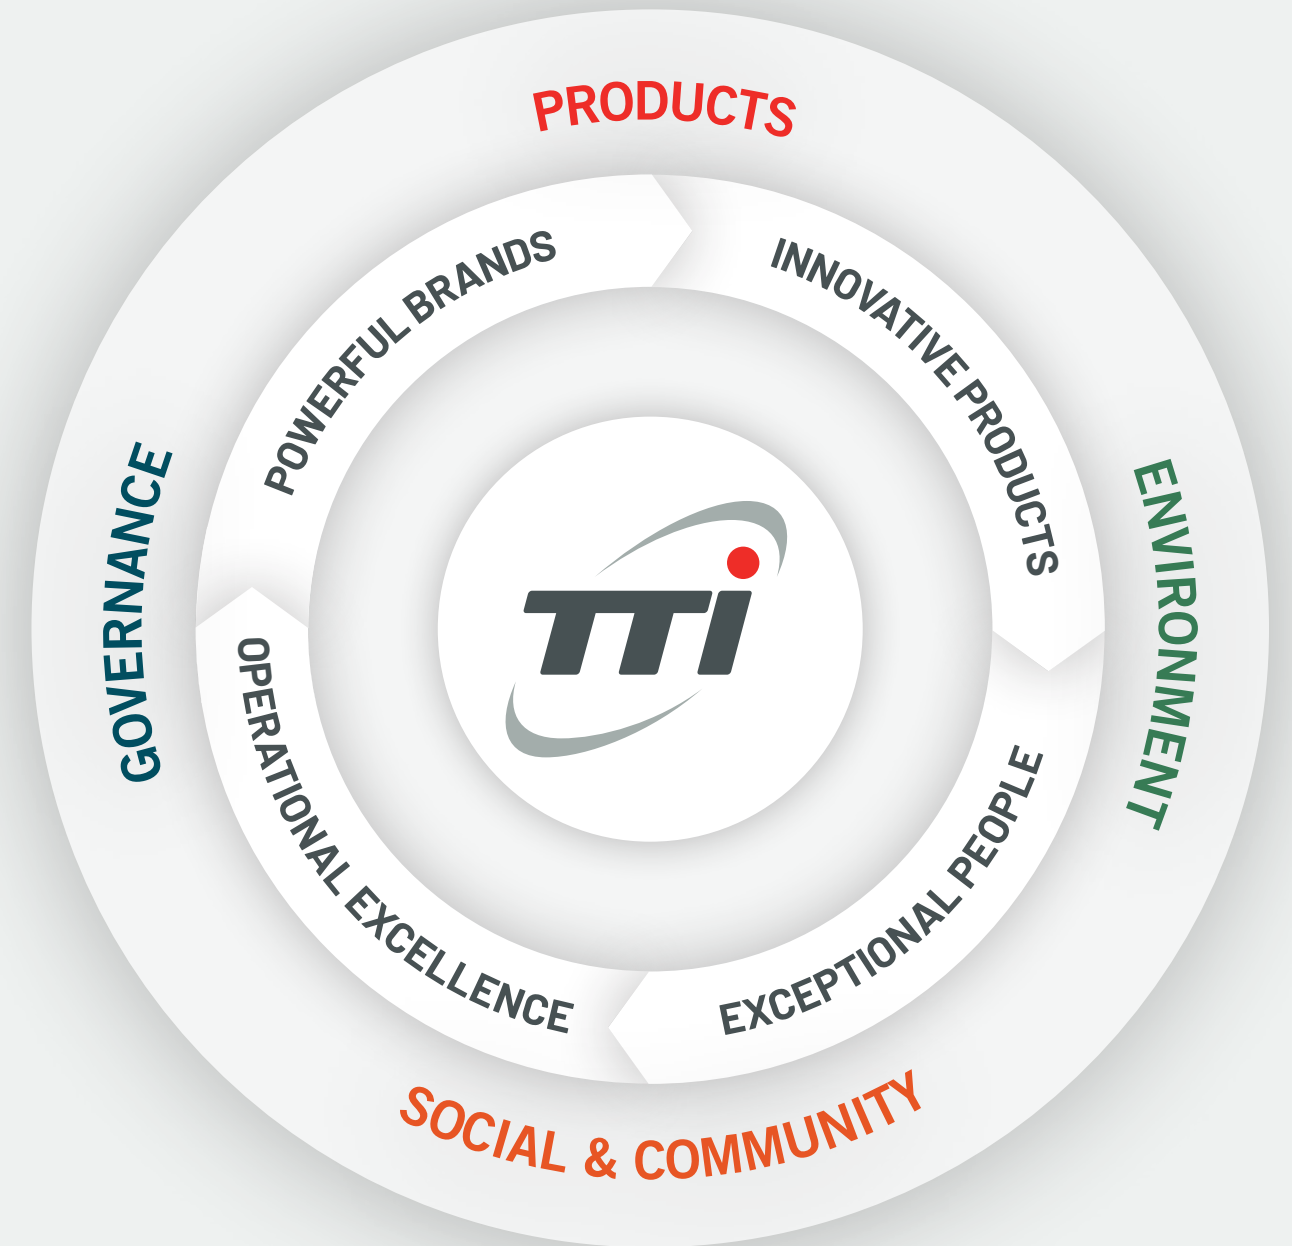 PRODUCTS
POWERFUL BRANDS
INNOVATIVE PRODUCTS
GOVERNANCE
ENVIRONMENT
TTI
OPERATIONAL EXCELLENCE
EXCEPTIONAL PEOPLE
SOCIAL & COMMUNITY